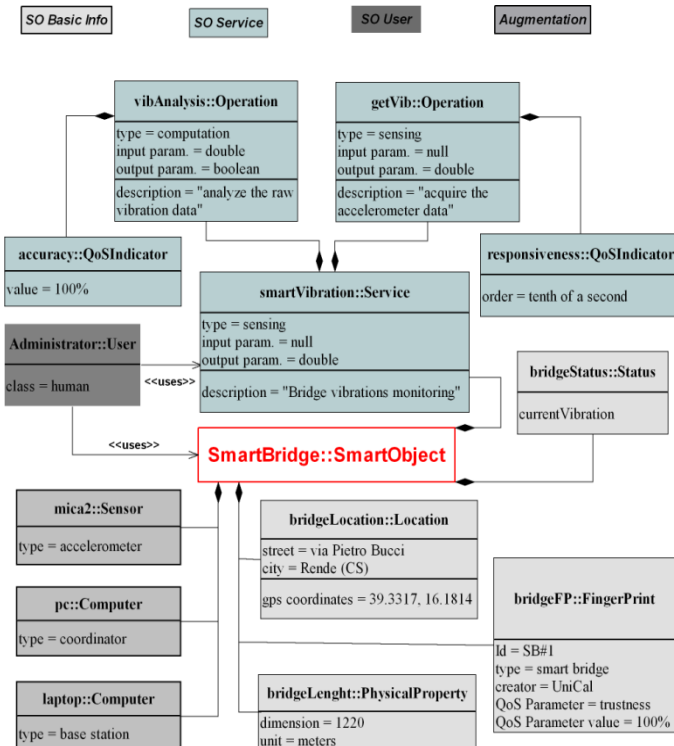 SO Basic Info
SO Service
SO User
Augmentation
vibAnalysis::Operation
type = computation
input param. = double
output param. = boolean
description = "analyze the raw
vibration data"
getVib::Operation
type = sensing
input param. = null
output param. = double
description = "acquire the
accelerometer data"
accuracy::QoSIndicator
value = 100%
responsiveness::QoSIndicator
order = tenth of a second
smartVibration::Service
type = sensing
input param. = null
output param. = double
description = "Bridge vibrations monitoring"
Administrator::User
class = human
<<uses>>
<<uses>>
bridgeStatus::Status
currentVibration
SmartBridge::SmartObject
mica2::Sensor
type = accelerometer
pc::Computer
type = coordinator
laptop::Computer
type = base station
bridgeLocation::Location
street = via Pietro Bucci
city = Rende (CS)
gps coordinates = 39.3317, 16.1814
bridgeLenght::PhysicalProperty
dimension = 1220
unit = meters
bridgeFP::FingerPrint
Id = SB#1
type = smart bridge
creator = UniCal
QoS Parameter = trustness
QoS Parameter value = 100%